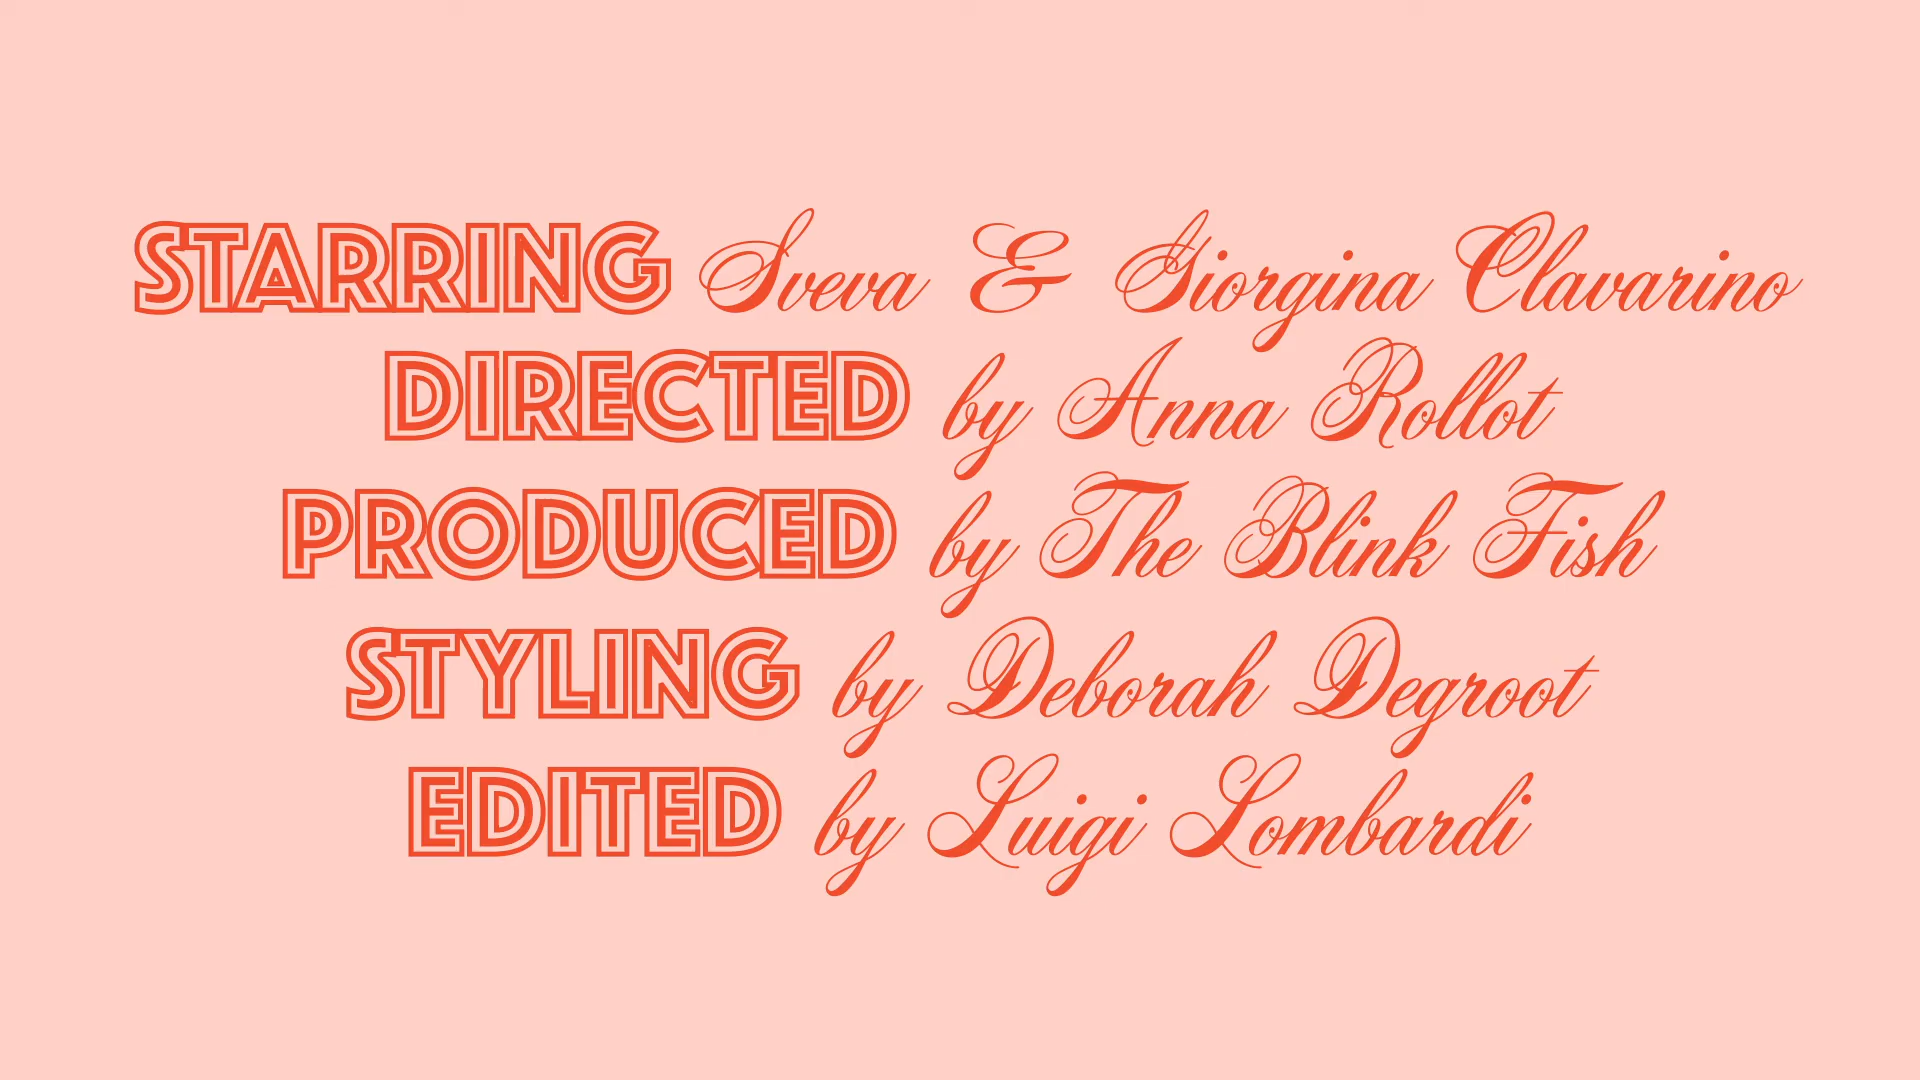 STARRING Sveva & Giorgina Clavarino
DIRECTED by Anna Rollot
PRODUCED by The Blink Fish
STYLING by Deborah Degroot
EDITED by Luigi Lombardi